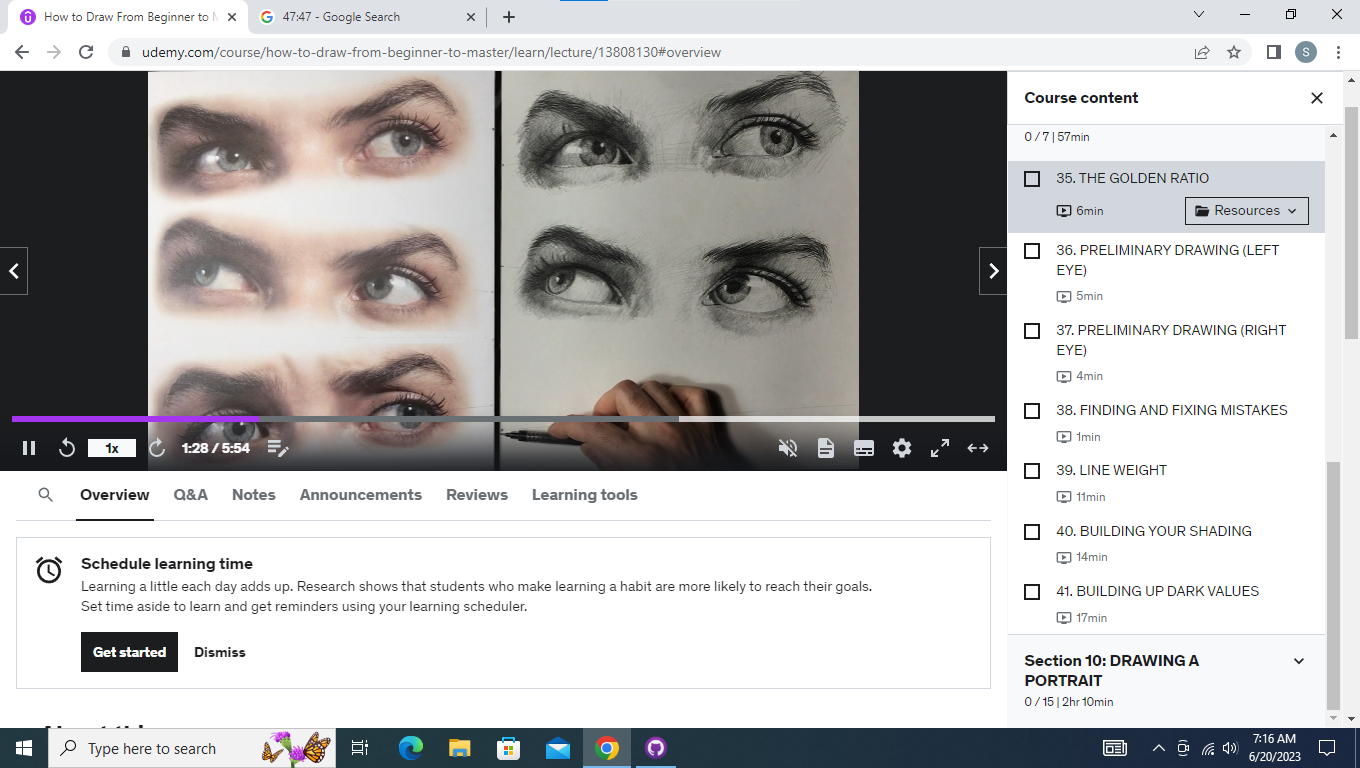 How to Draw From Beginner to M
47:47 - Google Search
udemy.com/course/how-to-draw-from-beginner-to-master/learn/lecture/13808130#overview
S
Course content
0 / 7 | 57min
35. THE GOLDEN RATIO
6min
Resources
36. PRELIMINARY DRAWING (LEFT
EYE)
5min
37. PRELIMINARY DRAWING (RIGHT
EYE)
4min
38. FINDING AND FIXING MISTAKES
1min
39. LINE WEIGHT
11min
40. BUILDING YOUR SHADING
14min
41. BUILDING UP DARK VALUES
17min
Section 10: DRAWING A
PORTRAIT
0 / 15 | 2hr 10min
1x
1:28 / 5:54
Overview
Q&A
Notes
Announcements
Reviews
Learning tools
Schedule learning time
Learning a little each day adds up. Research shows that students who make learning a habit are more likely to reach their goals.
Set time aside to learn and get reminders using your learning scheduler.
Get started
Dismiss
Type here to search
7:16 AM
6/20/2023